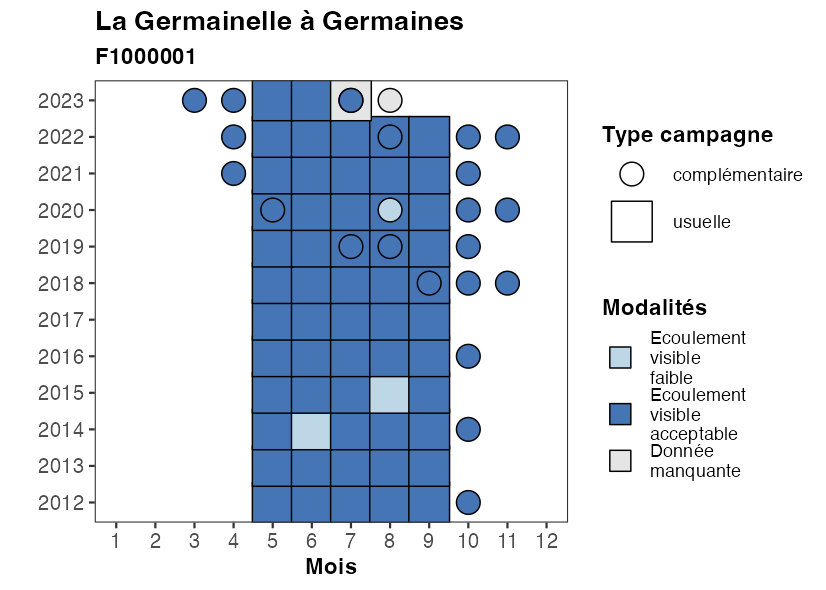 La Germainelle à Germaines
F1000001
2023
2022
2021
2020
2019
2018
2017
2016
2015
2014
2013
2012
1 2 3 4 5 6 7 8 9 10 11 12
Mois
Type campagne
complémentaire
usuelle
Modalités
Ecoulement
visible
faible
Ecoulement
visible
acceptable
Donnée
manquante